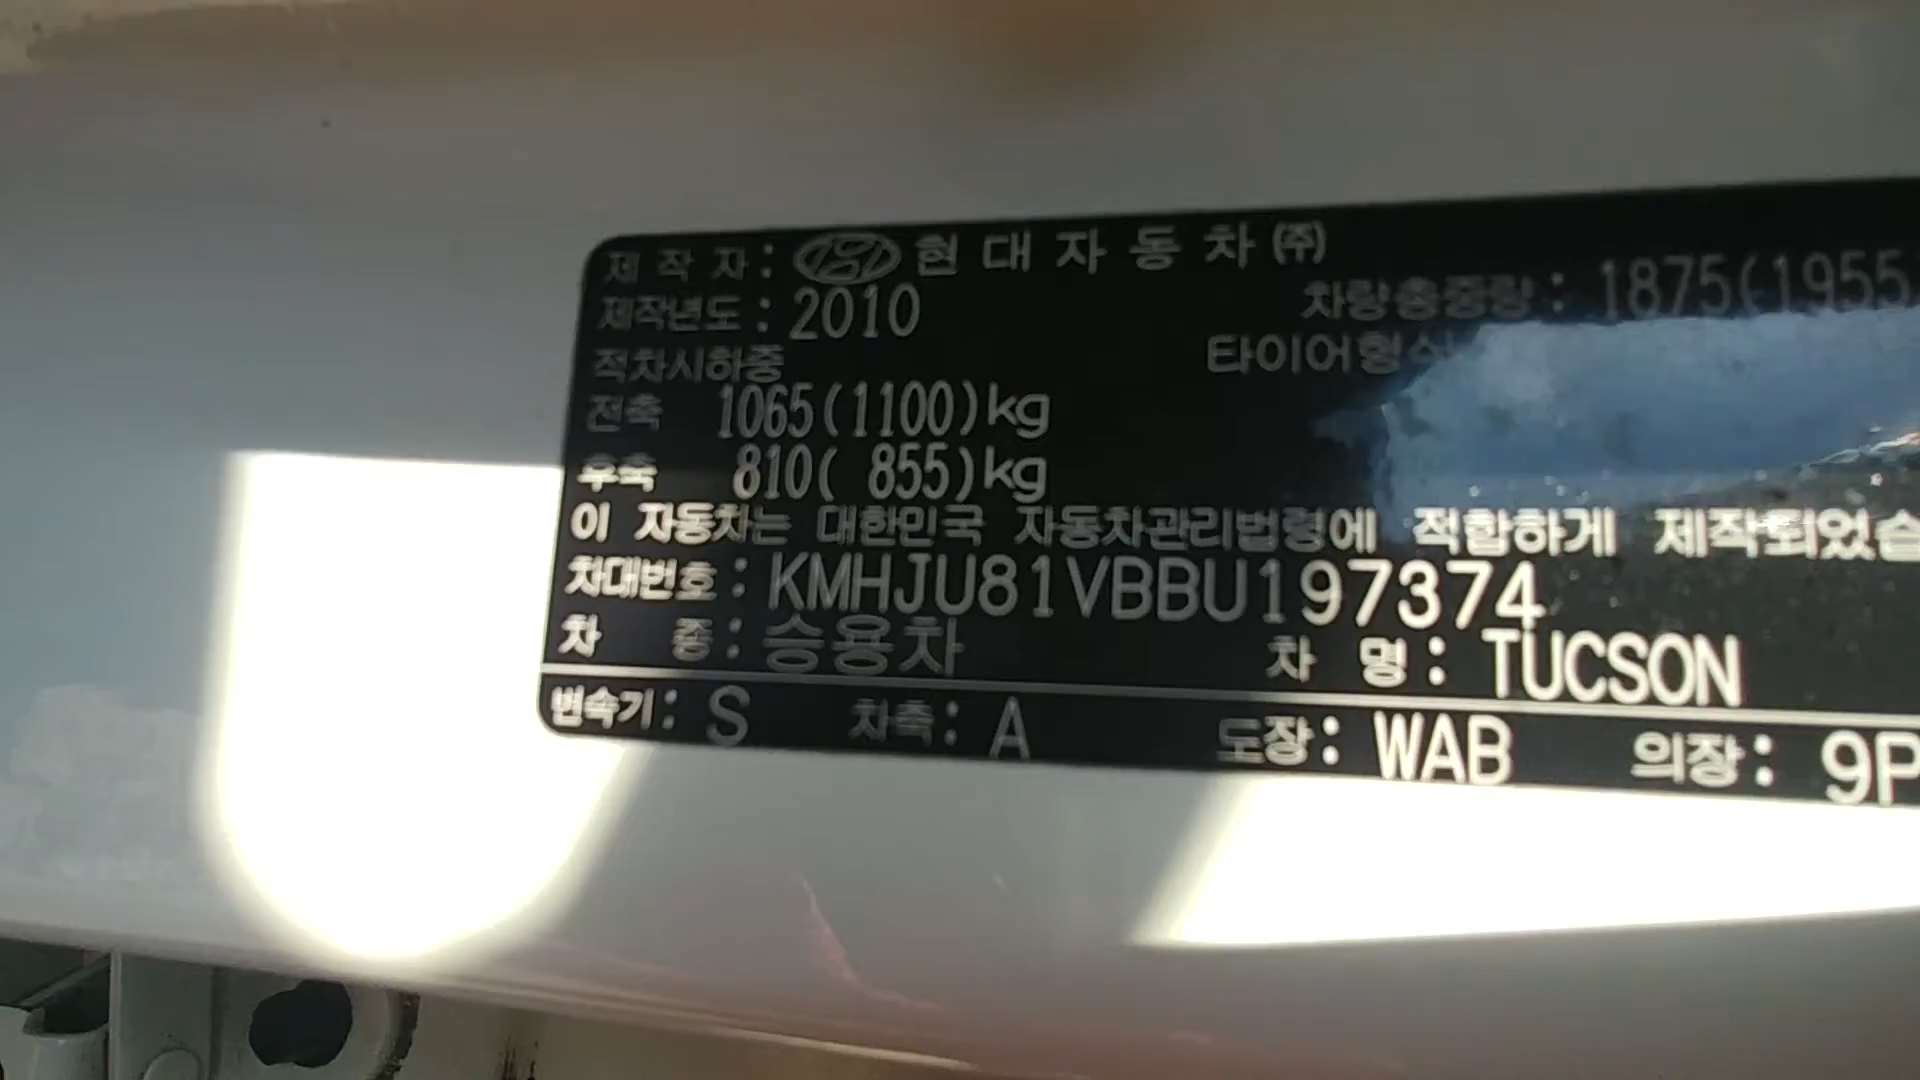 제작자: 현대자동차㈜
제작년도: 2010
차량총중량: 1875(1955
적차시하중
타이어형식
전축 1065(1100)kg
후축 810( 855)kg
이 자동차는 대한민국 자동차관리법령에 적합하게 제작되었습
차대번호: KMHJU81VBBU197374
차 종: 승용차 차 명: TUCSON
변속기: S 차축: A 도장: WAB 의장: 9P